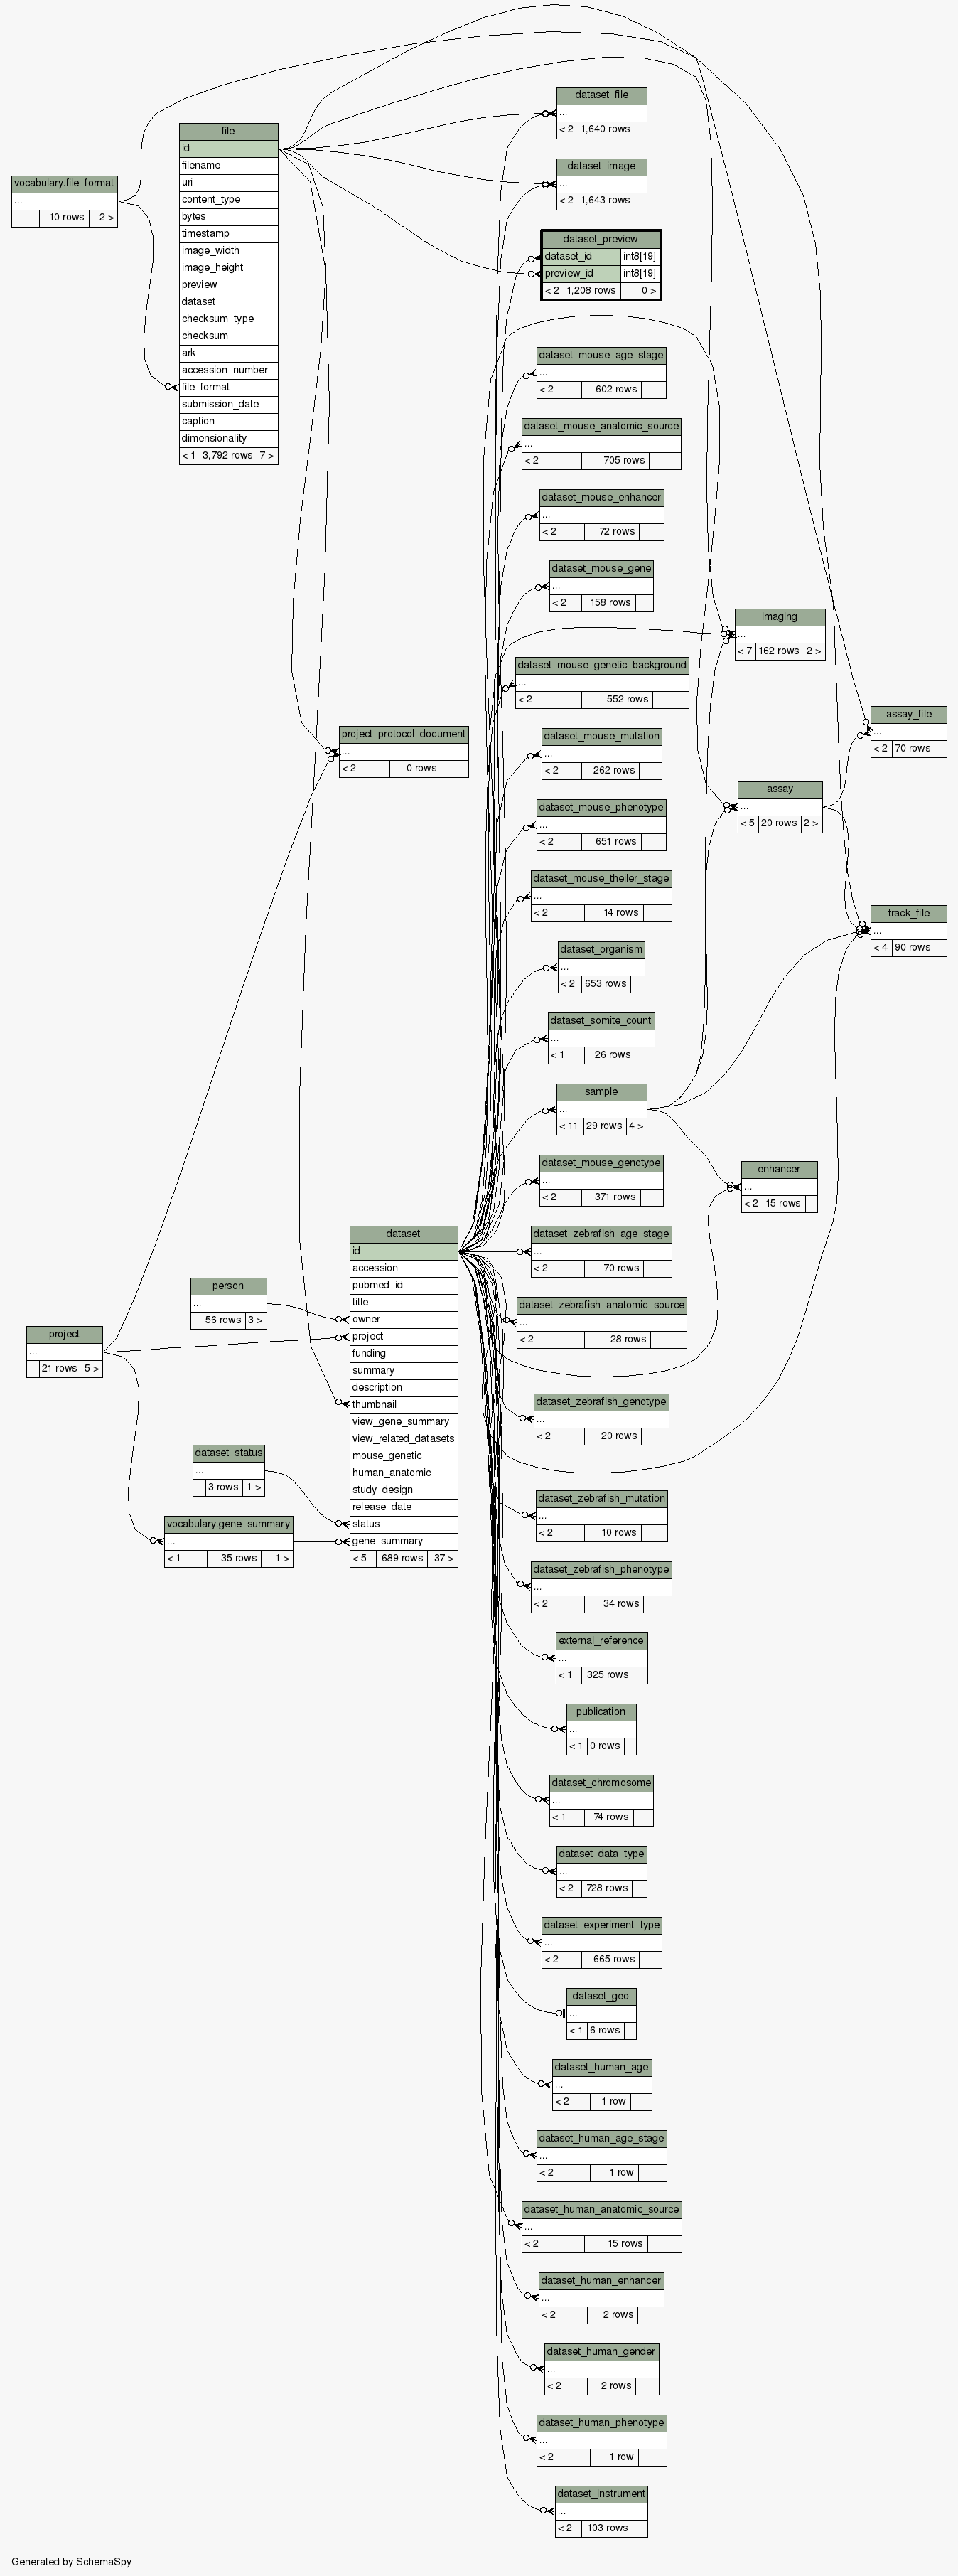 file
id
filename
uri
content_type
bytes
timestamp
image_width
image_height
preview
dataset
checksum_type
checksum
ark
accession_number
file_format
submission_date
caption
dimensionality
< 1 3,792 rows 7 >
vocabulary.file_format
...
10 rows 2 >
dataset_file
...
< 2 1,640 rows
dataset_image
...
< 2 1,643 rows
dataset_preview
dataset_id int8[19]
preview_id int8[19]
< 2 1,208 rows 0 >
dataset_mouse_age_stage
...
< 2 602 rows
dataset_mouse_anatomic_source
...
< 2 705 rows
dataset_mouse_enhancer
...
< 2 72 rows
dataset_mouse_gene
...
< 2 158 rows
imaging
...
< 7 162 rows 2 >
dataset_mouse_genetic_background
...
< 2 552 rows
assay_file
...
< 2 70 rows
project_protocol_document
...
< 2 0 rows
dataset_mouse_mutation
...
< 2 262 rows
assay
...
< 5 20 rows 2 >
dataset_mouse_phenotype
...
< 2 651 rows
dataset_mouse_theiler_stage
...
< 2 14 rows
track_file
...
< 4 90 rows
dataset_organism
...
< 2 653 rows
dataset_somite_count
...
< 1 26 rows
sample
...
< 11 29 rows 4 >
dataset_mouse_genotype
...
< 2 371 rows
enhancer
...
< 2 15 rows
dataset
id
accession
pubmed_id
title
owner
project
funding
summary
description
thumbnail
view_gene_summary
view_related_datasets
mouse_genetic
human_anatomic
study_design
release_date
status
gene_summary
< 5 689 rows 37 >
person
...
56 rows 3 >
project
...
21 rows 5 >
dataset_status
...
3 rows 1 >
vocabulary.gene_summary
...
< 1 35 rows 1 >
dataset_zebrafish_age_stage
...
< 2 70 rows
dataset_zebrafish_anatomic_source
...
< 2 28 rows
dataset_zebrafish_genotype
...
< 2 20 rows
dataset_zebrafish_mutation
...
< 2 10 rows
dataset_zebrafish_phenotype
...
< 2 34 rows
external_reference
...
< 1 325 rows
publication
...
< 1 0 rows
dataset_chromosome
...
< 1 74 rows
dataset_data_type
...
< 2 728 rows
dataset_experiment_type
...
< 2 665 rows
dataset_geo
...
< 1 6 rows
dataset_human_age
...
< 2 1 row
dataset_human_age_stage
...
< 2 1 row
dataset_human_anatomic_source
...
< 2 15 rows
dataset_human_enhancer
...
< 2 2 rows
dataset_human_gender
...
< 2 2 rows
dataset_human_phenotype
...
< 2 1 row
dataset_instrument
...
< 2 103 rows
Generated by SchemaSpy